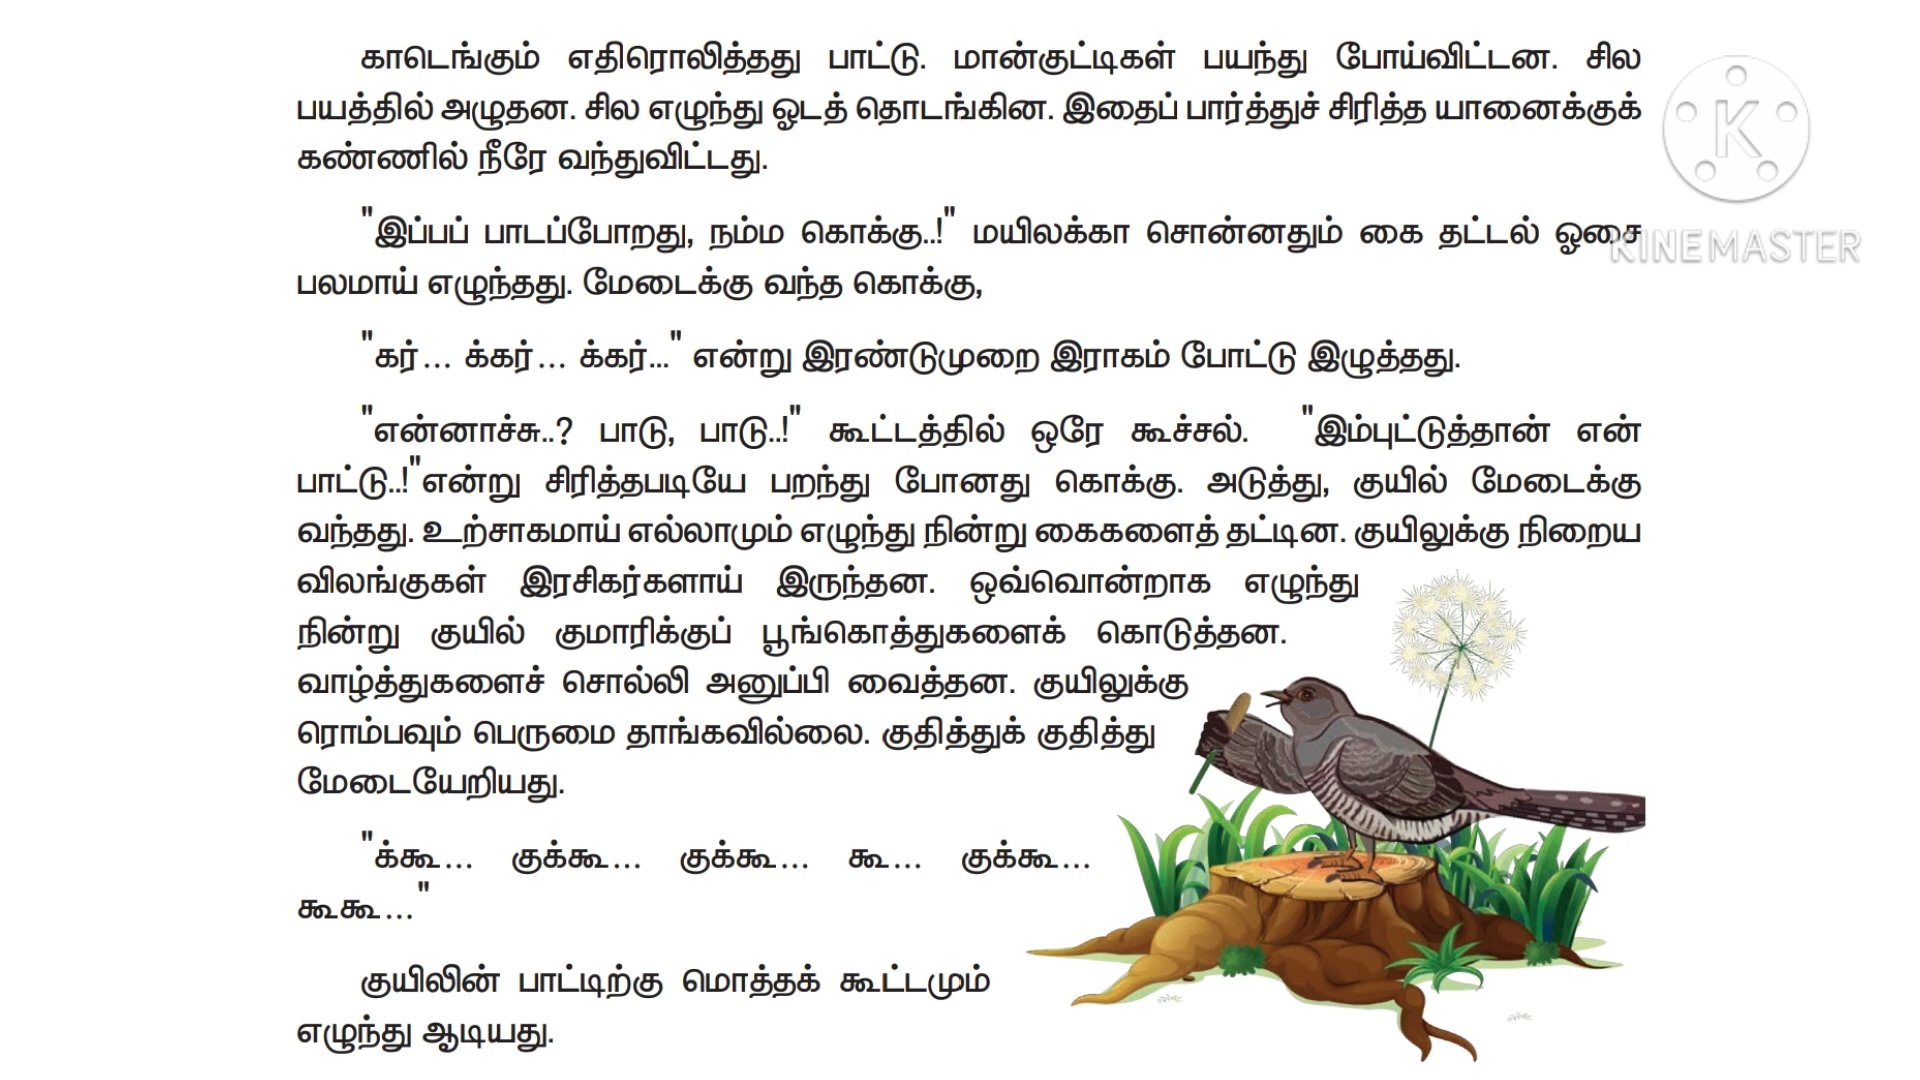 காடெங்கும் எதிரொலித்தது பாட்டு. மான்குட்டிகள் பயந்து போய்விட்டன. சில
பயத்தில் அழுதன. சில எழுந்து ஓடத் தொடங்கின. இதைப் பார்த்துச் சிரித்த யானைக்குக்
கண்ணில் நீரே வந்துவிட்டது.
"இப்பப் பாடப்போறது, நம்ம கொக்கு..!" மயிலக்கா சொன்னதும் கை தட்டல் ஓசை
பலமாய் எழுந்தது. மேடைக்கு வந்த கொக்கு,
"கர்... க்கர்... க்கர்..." என்று இரண்டுமுறை இராகம் போட்டு இழுத்தது.
"என்னாச்சு..? பாடு, பாடு..!" கூட்டத்தில் ஒரே கூச்சல். "இம்புட்டுத்தான் என்
பாட்டு..!"என்று சிரித்தபடியே பறந்து போனது கொக்கு. அடுத்து, குயில் மேடைக்கு
வந்தது. உற்சாகமாய் எல்லாமும் எழுந்து நின்று கைகளைத் தட்டின. குயிலுக்கு நிறைய
விலங்குகள் இரசிகர்களாய் இருந்தன. ஒவ்வொன்றாக எழுந்து
நின்று குயில் குமாரிக்குப் பூங்கொத்துகளைக் கொடுத்தன.
வாழ்த்துகளைச் சொல்லி அனுப்பி வைத்தன. குயிலுக்கு
ரொம்பவும் பெருமை தாங்கவில்லை. குதித்துக் குதித்து
மேடையேறியது.
"க்கூ... குக்கூ... குக்கூ... கூ... குக்கூ...
கூகூ..."
குயிலின் பாட்டிற்கு மொத்தக் கூட்டமும்
எழுந்து ஆடியது.
K
KINEMASTER